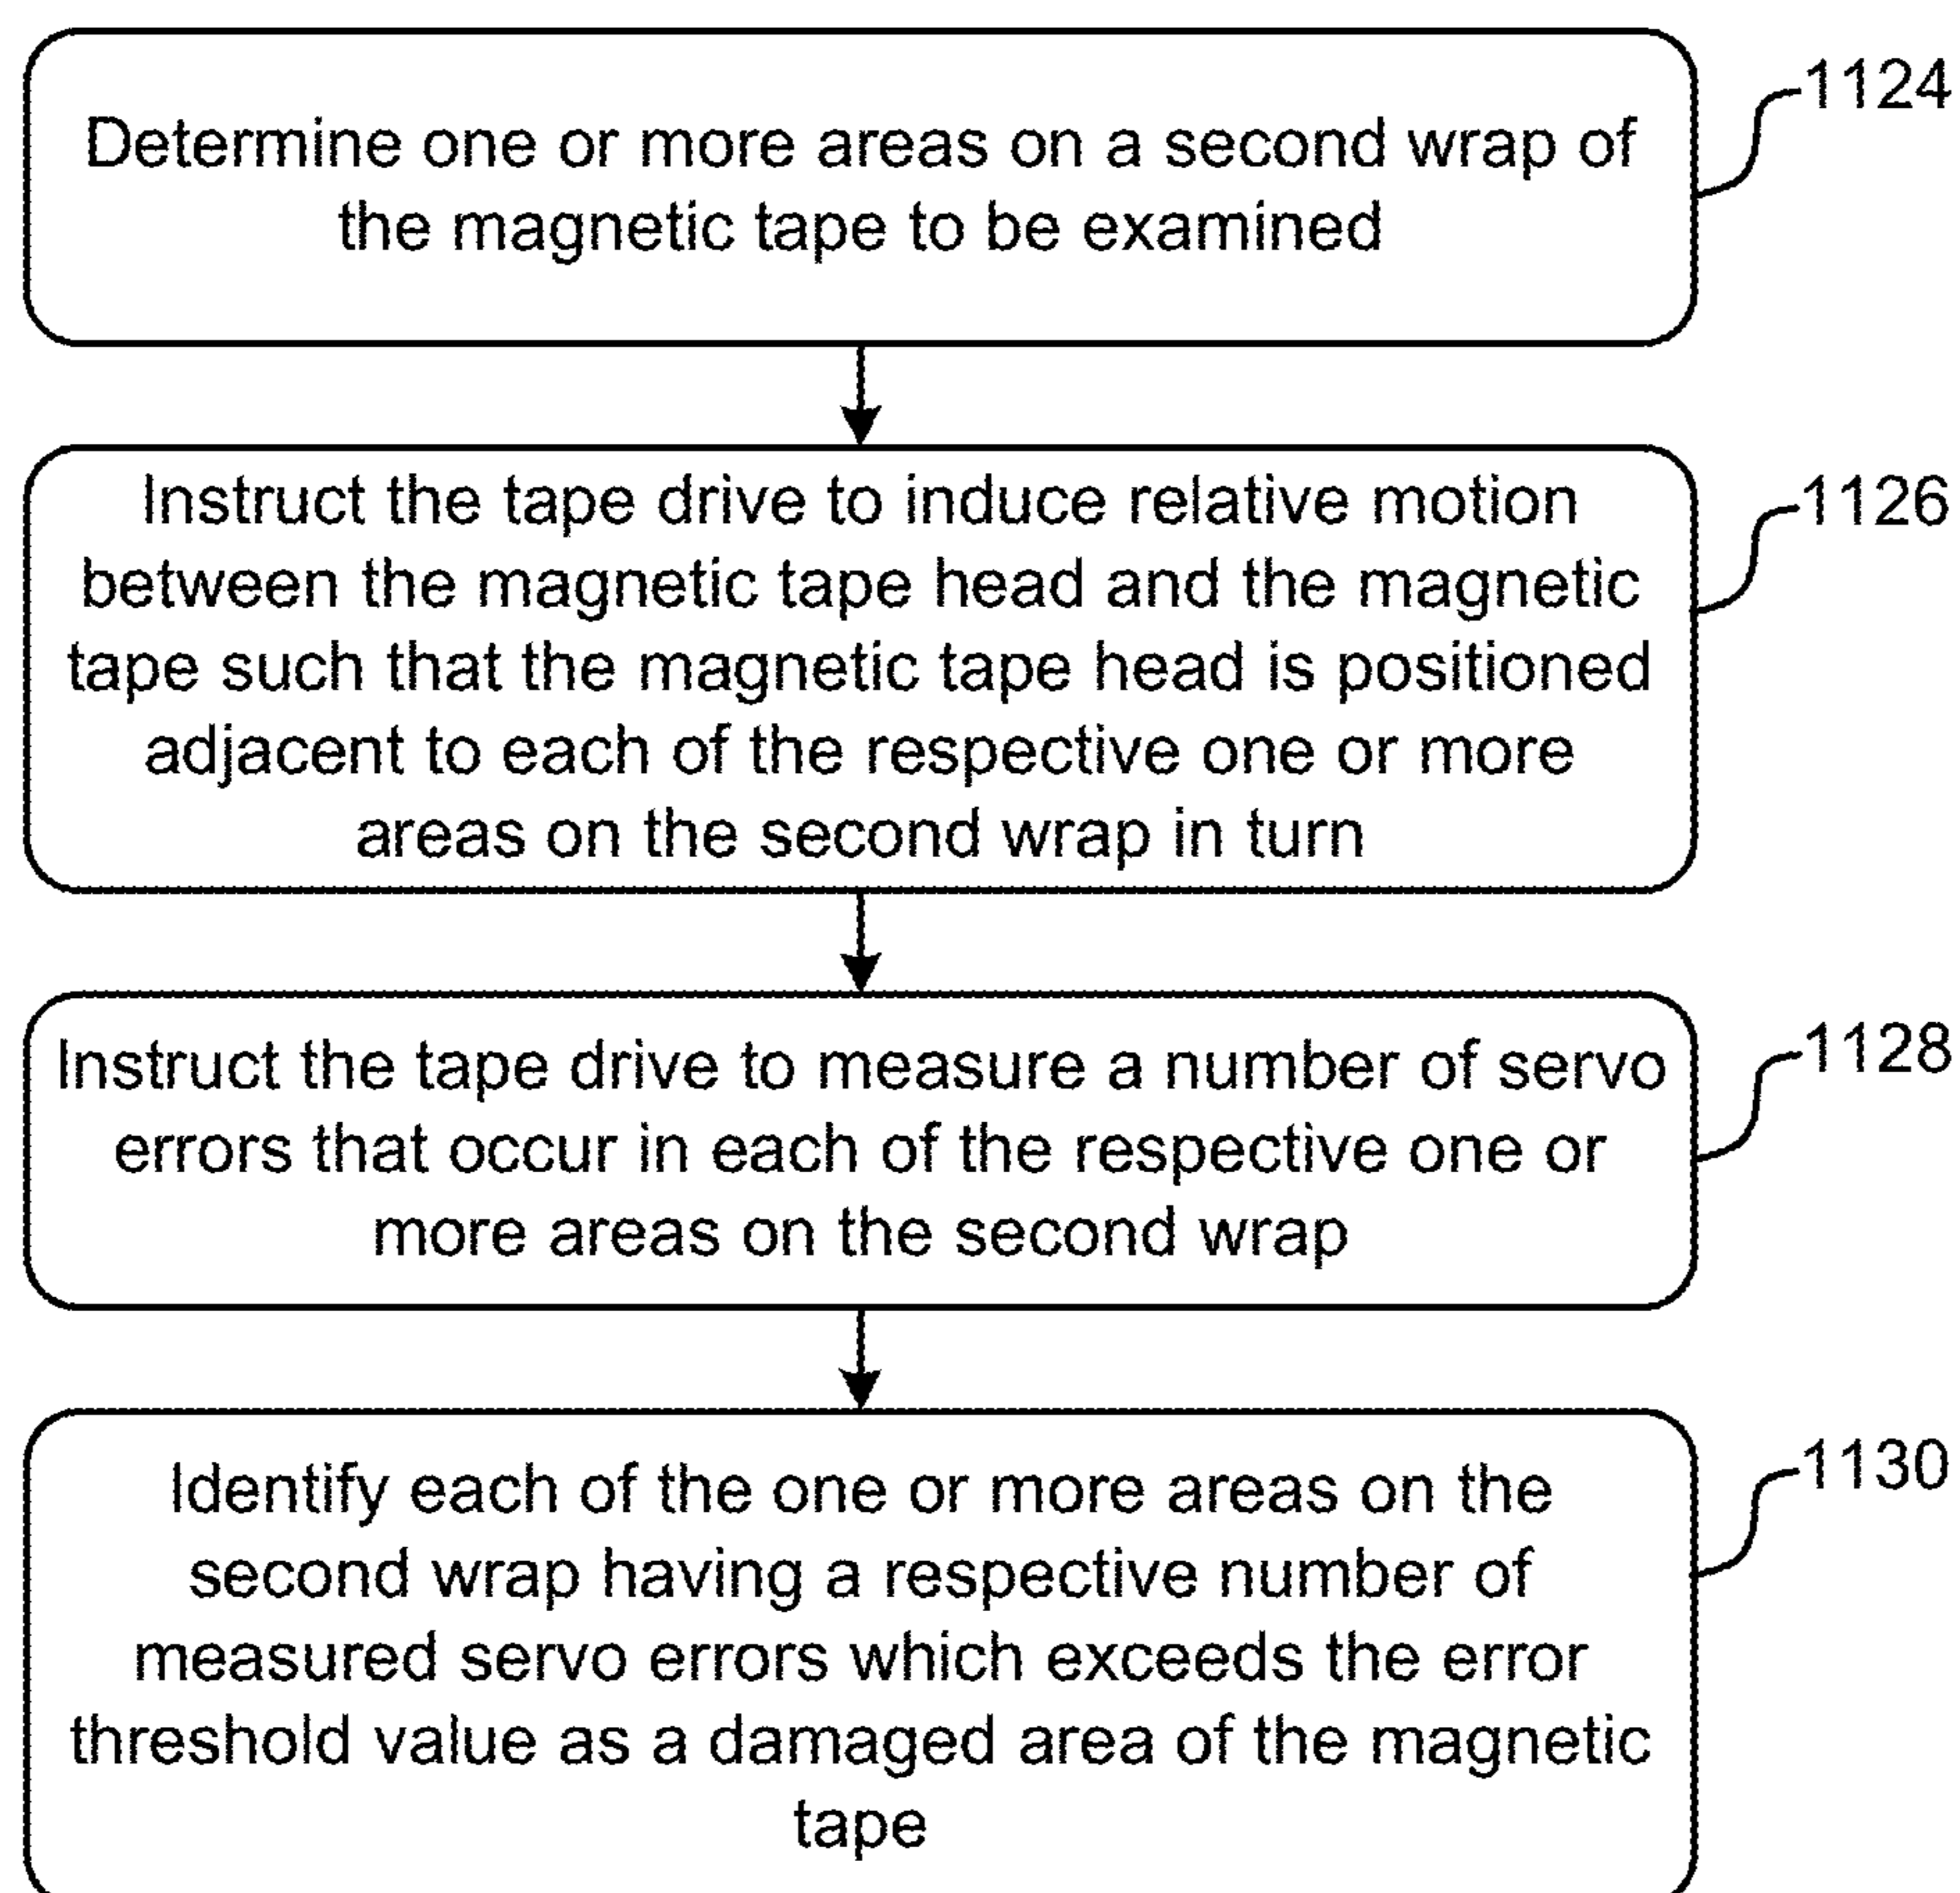 1124
Determine one or more areas on a second wrap of
the magnetic tape to be examined
1126
Instruct the tape drive to induce relative motion
between the magnetic tape head and the magnetic
tape such that the magnetic tape head is positioned
adjacent to each of the respective one or more
areas on the second wrap in turn
1128
Instruct the tape drive to measure a number of servo
errors that occur in each of the respective one or
more areas on the second wrap
1130
Identify each of the one or more areas on the
second wrap having a respective number of
measured servo errors which exceeds the error
threshold value as a damaged area of the magnetic
tape